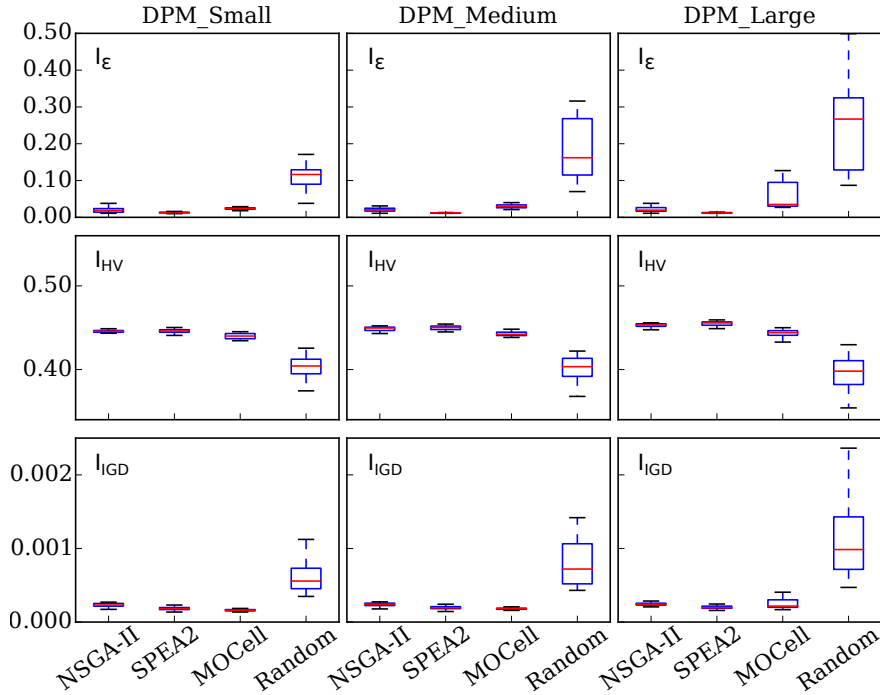 DPM_Small DPM_Medium DPM_Large
0.50
0.40
0.30
0.20
0.10
0.00
Iε Iε Iε
0.50
0.40
IHV IHV IHV
0.002
0.001
0.000
IIGD IIGD IIGD
NSGA-II SPEA2 MOCell Random NSGA-II SPEA2 MOCell Random NSGA-II SPEA2 MOCell Random